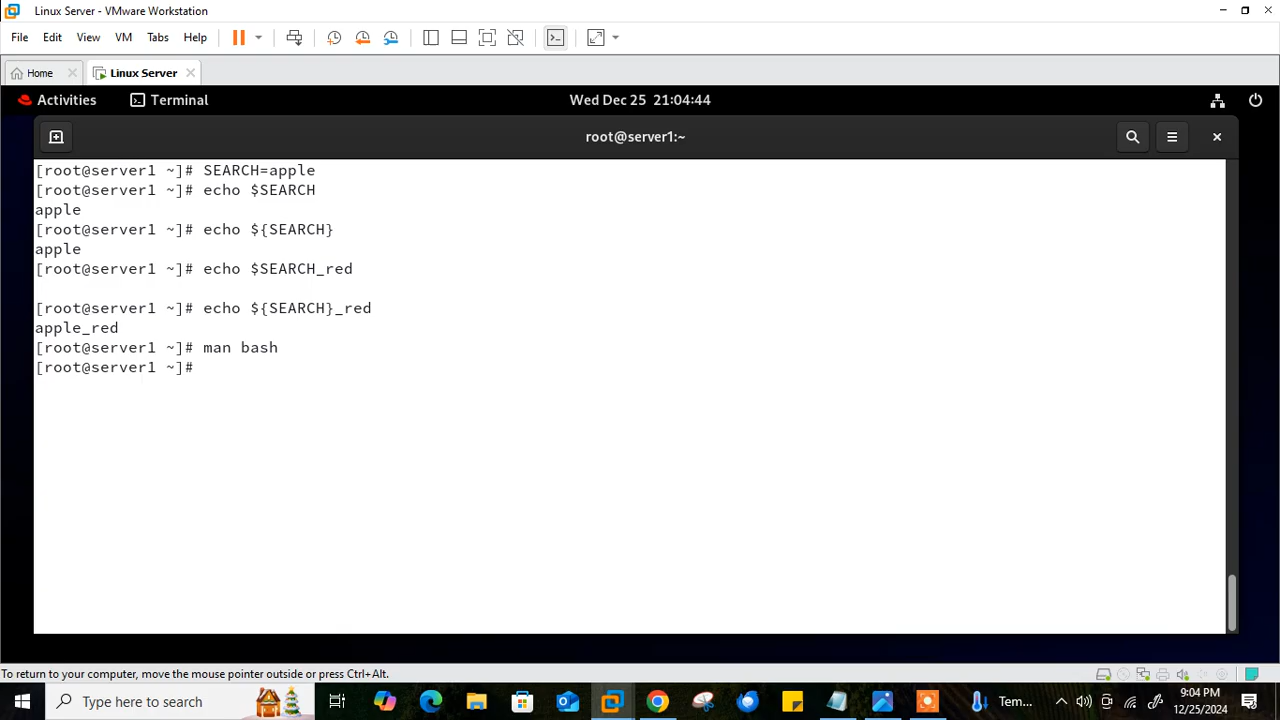 Linux Server - VMware Workstation
File Edit View VM Tabs Help
Home Linux Server
Activities Terminal Wed Dec 25 21:04:44
root@server1:~
[root@server1 ~]# SEARCH=apple
[root@server1 ~]# echo $SEARCH
apple
[root@server1 ~]# echo ${SEARCH}
apple
[root@server1 ~]# echo $SEARCH_red
[root@server1 ~]# echo ${SEARCH}_red
apple_red
[root@server1 ~]# man bash
[root@server1 ~]#
To return to your computer, move the mouse pointer outside or press Ctrl+Alt.
Type here to search Tem... 9:04 PM
12/25/2024